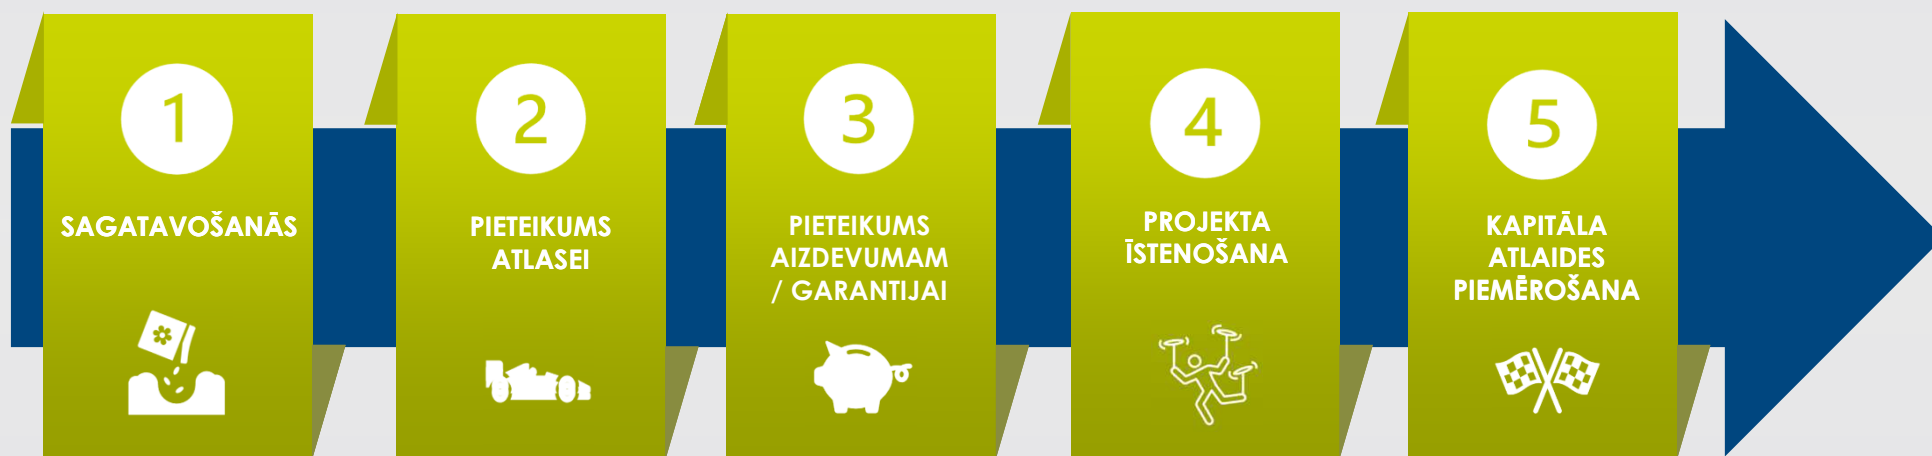 1
SAGATAVOŠANĀS
2
PIETEIKUMS
ATLASEI
3
PIETEIKUMS
AIZDEVUMAM
/ GARANTIJAI
4
PROJEKTA
ĪSTENOŠANA
5
KAPITĀLA
ATLAIDES
PIEMĒROŠANA